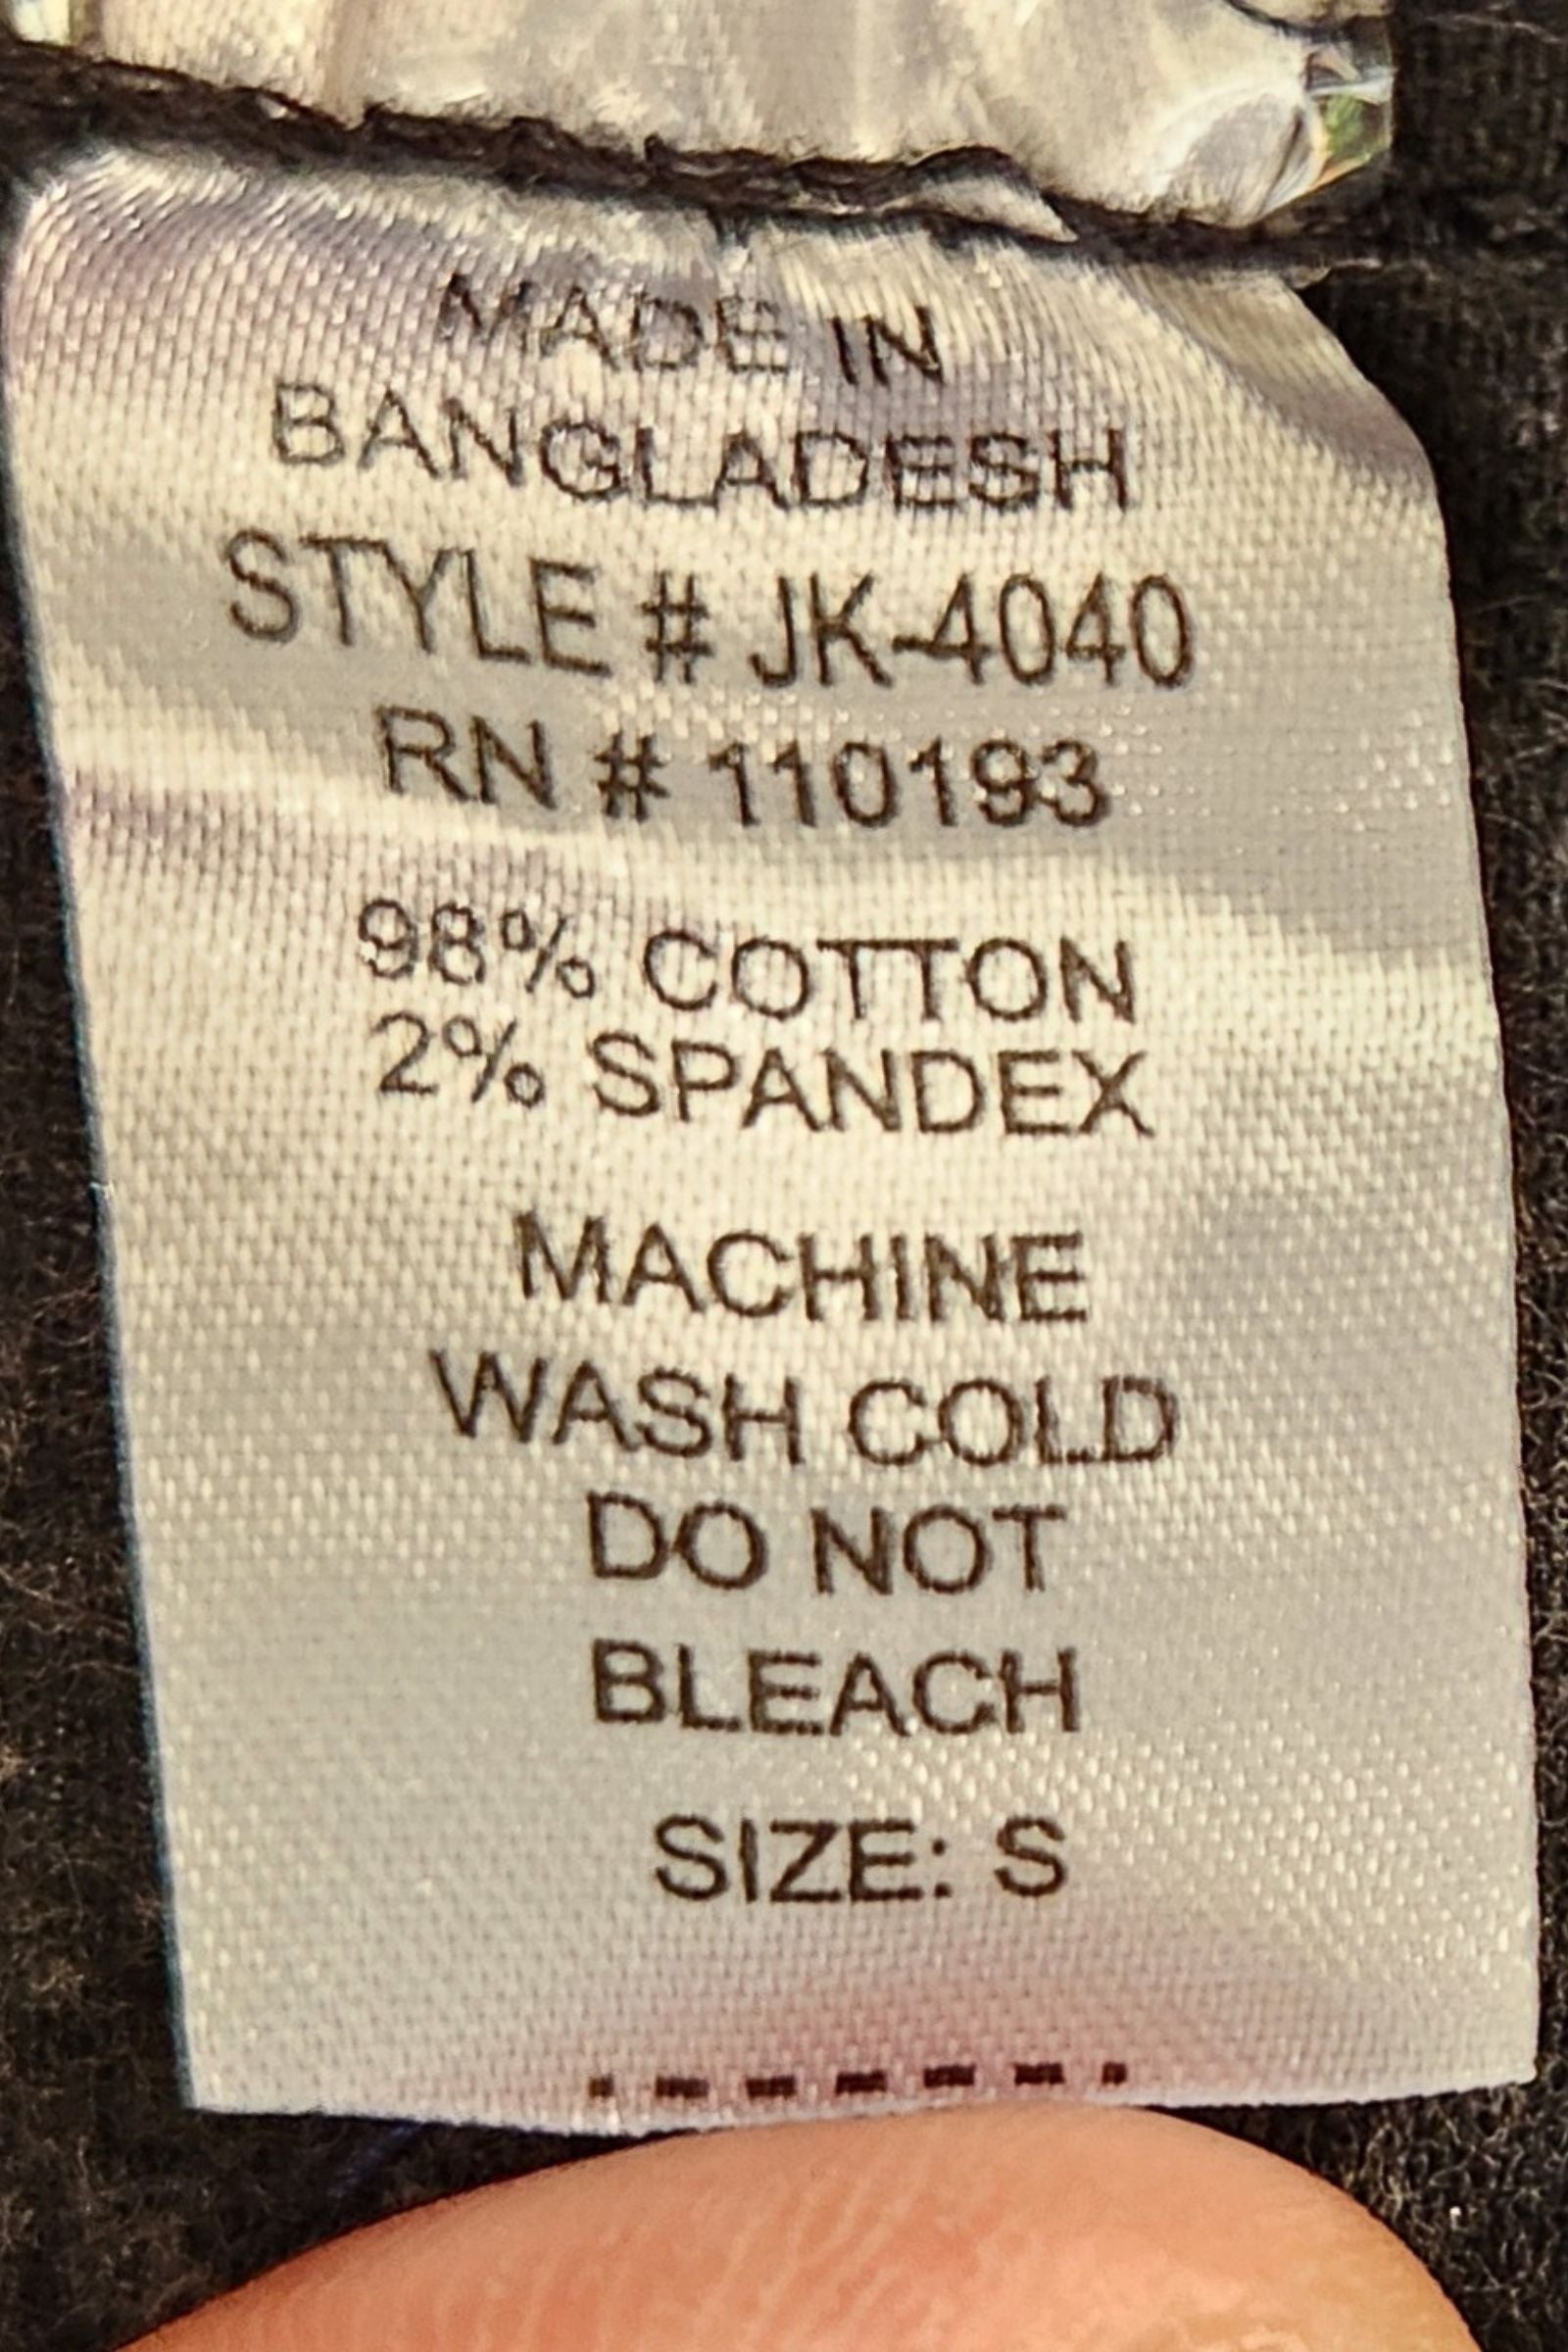 MADE IN
BANGLADESH
STYLE # JK-4040
RN # 110193
98% COTTON
2% SPANDEX
MACHINE
WASH COLD
DO NOT
BLEACH
SIZE: S